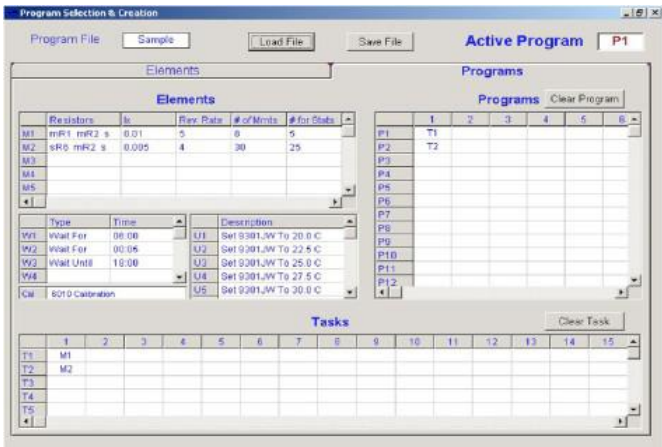 Program Selection & Creation
Program File Sample Load File Save File Active Program P1
Elements Programs
Elements
Resistors Ix Rev. Rate # of Mmts # for Stats
M1 mR1 mR2 s 0.01 5 8 5
M2 sR6 mR2 s 0.005 4 30 25
M3
M4
M5
Type Time
W1 Wait For 06:00
W2 Wait For 00:05
W3 Wait Until 18:00
W4
Cal 6010 Calibration
Description
U1 Set 9301JW To 20.0 C
U2 Set 9301JW To 22.5 C
U3 Set 9301JW To 25.0 C
U4 Set 9301JW To 27.5 C
U5 Set 9301JW To 30.0 C
Programs Clear Program
1 2 3 4 5 6
P1 T1
P2 T2
P3
P4
P5
P6
P7
P8
P9
P10
P11
P12
Tasks Clear Task
1 2 3 4 5 6 7 8 9 10 11 12 13 14 15
T1 M1
T2 M2
T3
T4
T5